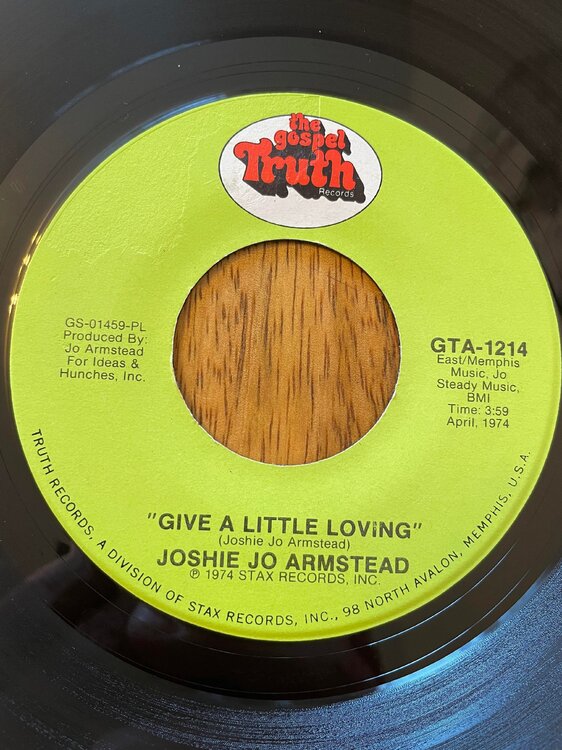 the
gospel
Truth
Records
GS-01459-PL
Produced By:
Jo Armstead
For Ideas &
Hunches, Inc.
GTA-1214
East/Memphis
Music, Jo
Steady Music,
BMI
Time: 3:59
April, 1974
"GIVE A LITTLE LOVING"
(Joshie Jo Armstead)
JOSHIE JO ARMSTEAD
℗ 1974 STAX RECORDS, INC.
TRUTH RECORDS, A DIVISION OF STAX RECORDS, INC., 98 NORTH AVALON, MEMPHIS, U.S.A.